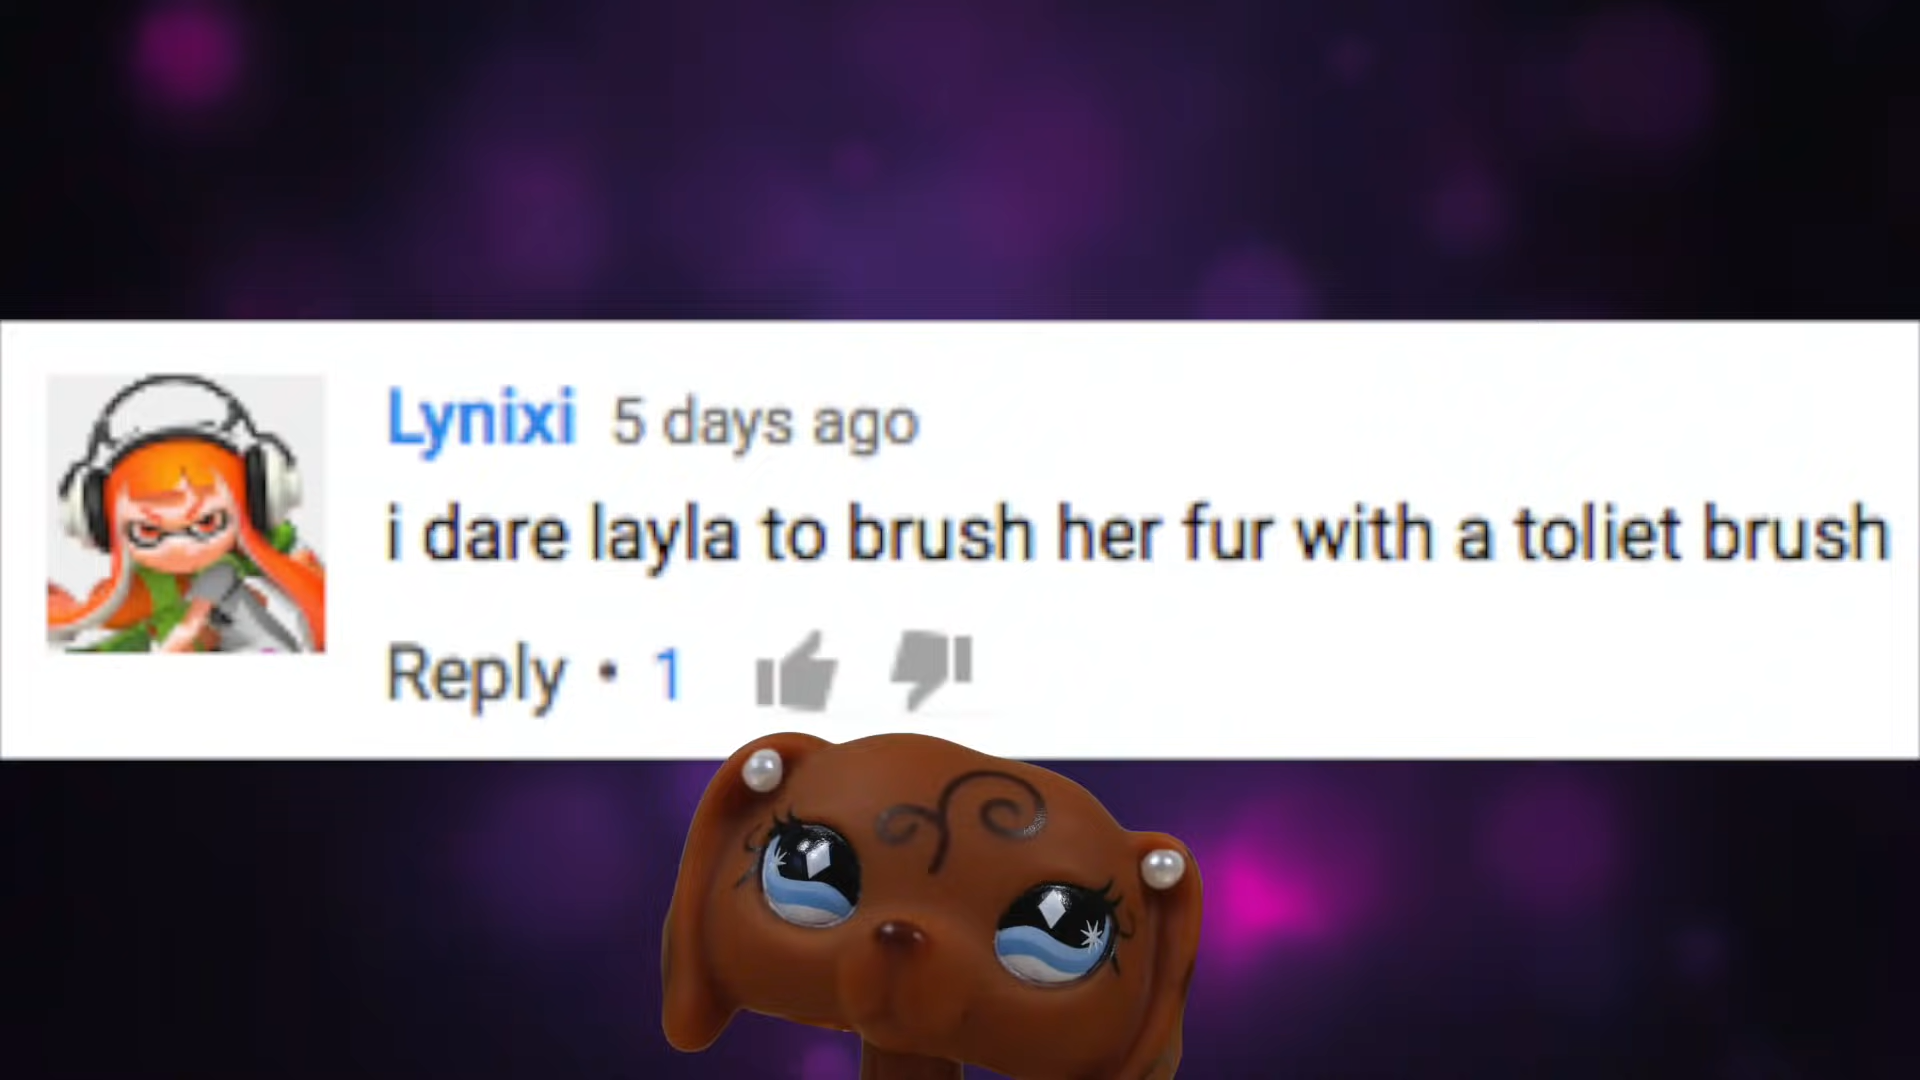 Lynixi 5 days ago
i dare layla to brush her fur with a toliet brush
Reply • 1